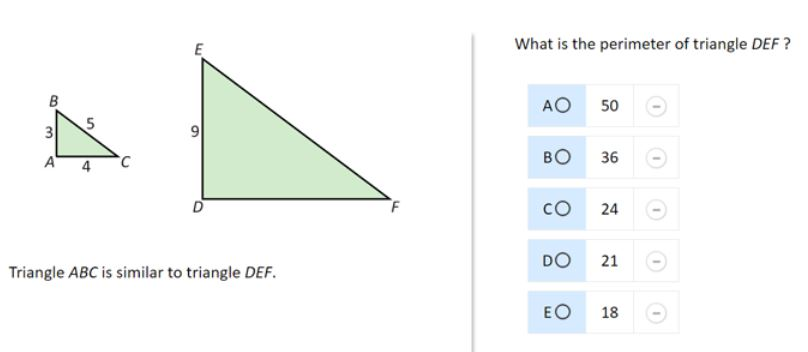 What is the perimeter of triangle DEF ?
E
B
5
3
A
4
C
9
D
F
A 50
B 36
C 24
D 21
E 18
Triangle ABC is similar to triangle DEF.